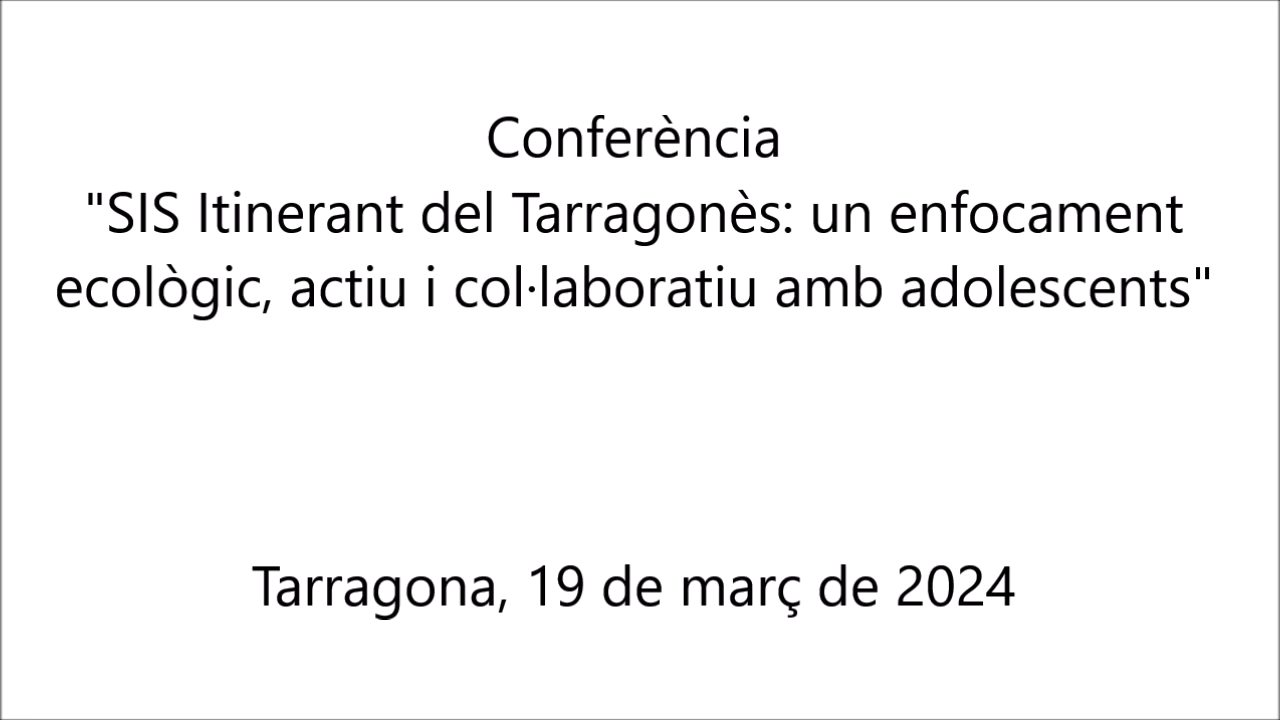 Conferència
"SIS Itinerant del Tarragonès: un enfocament
ecològic, actiu i col·laboratiu amb adolescents"
Tarragona, 19 de març de 2024